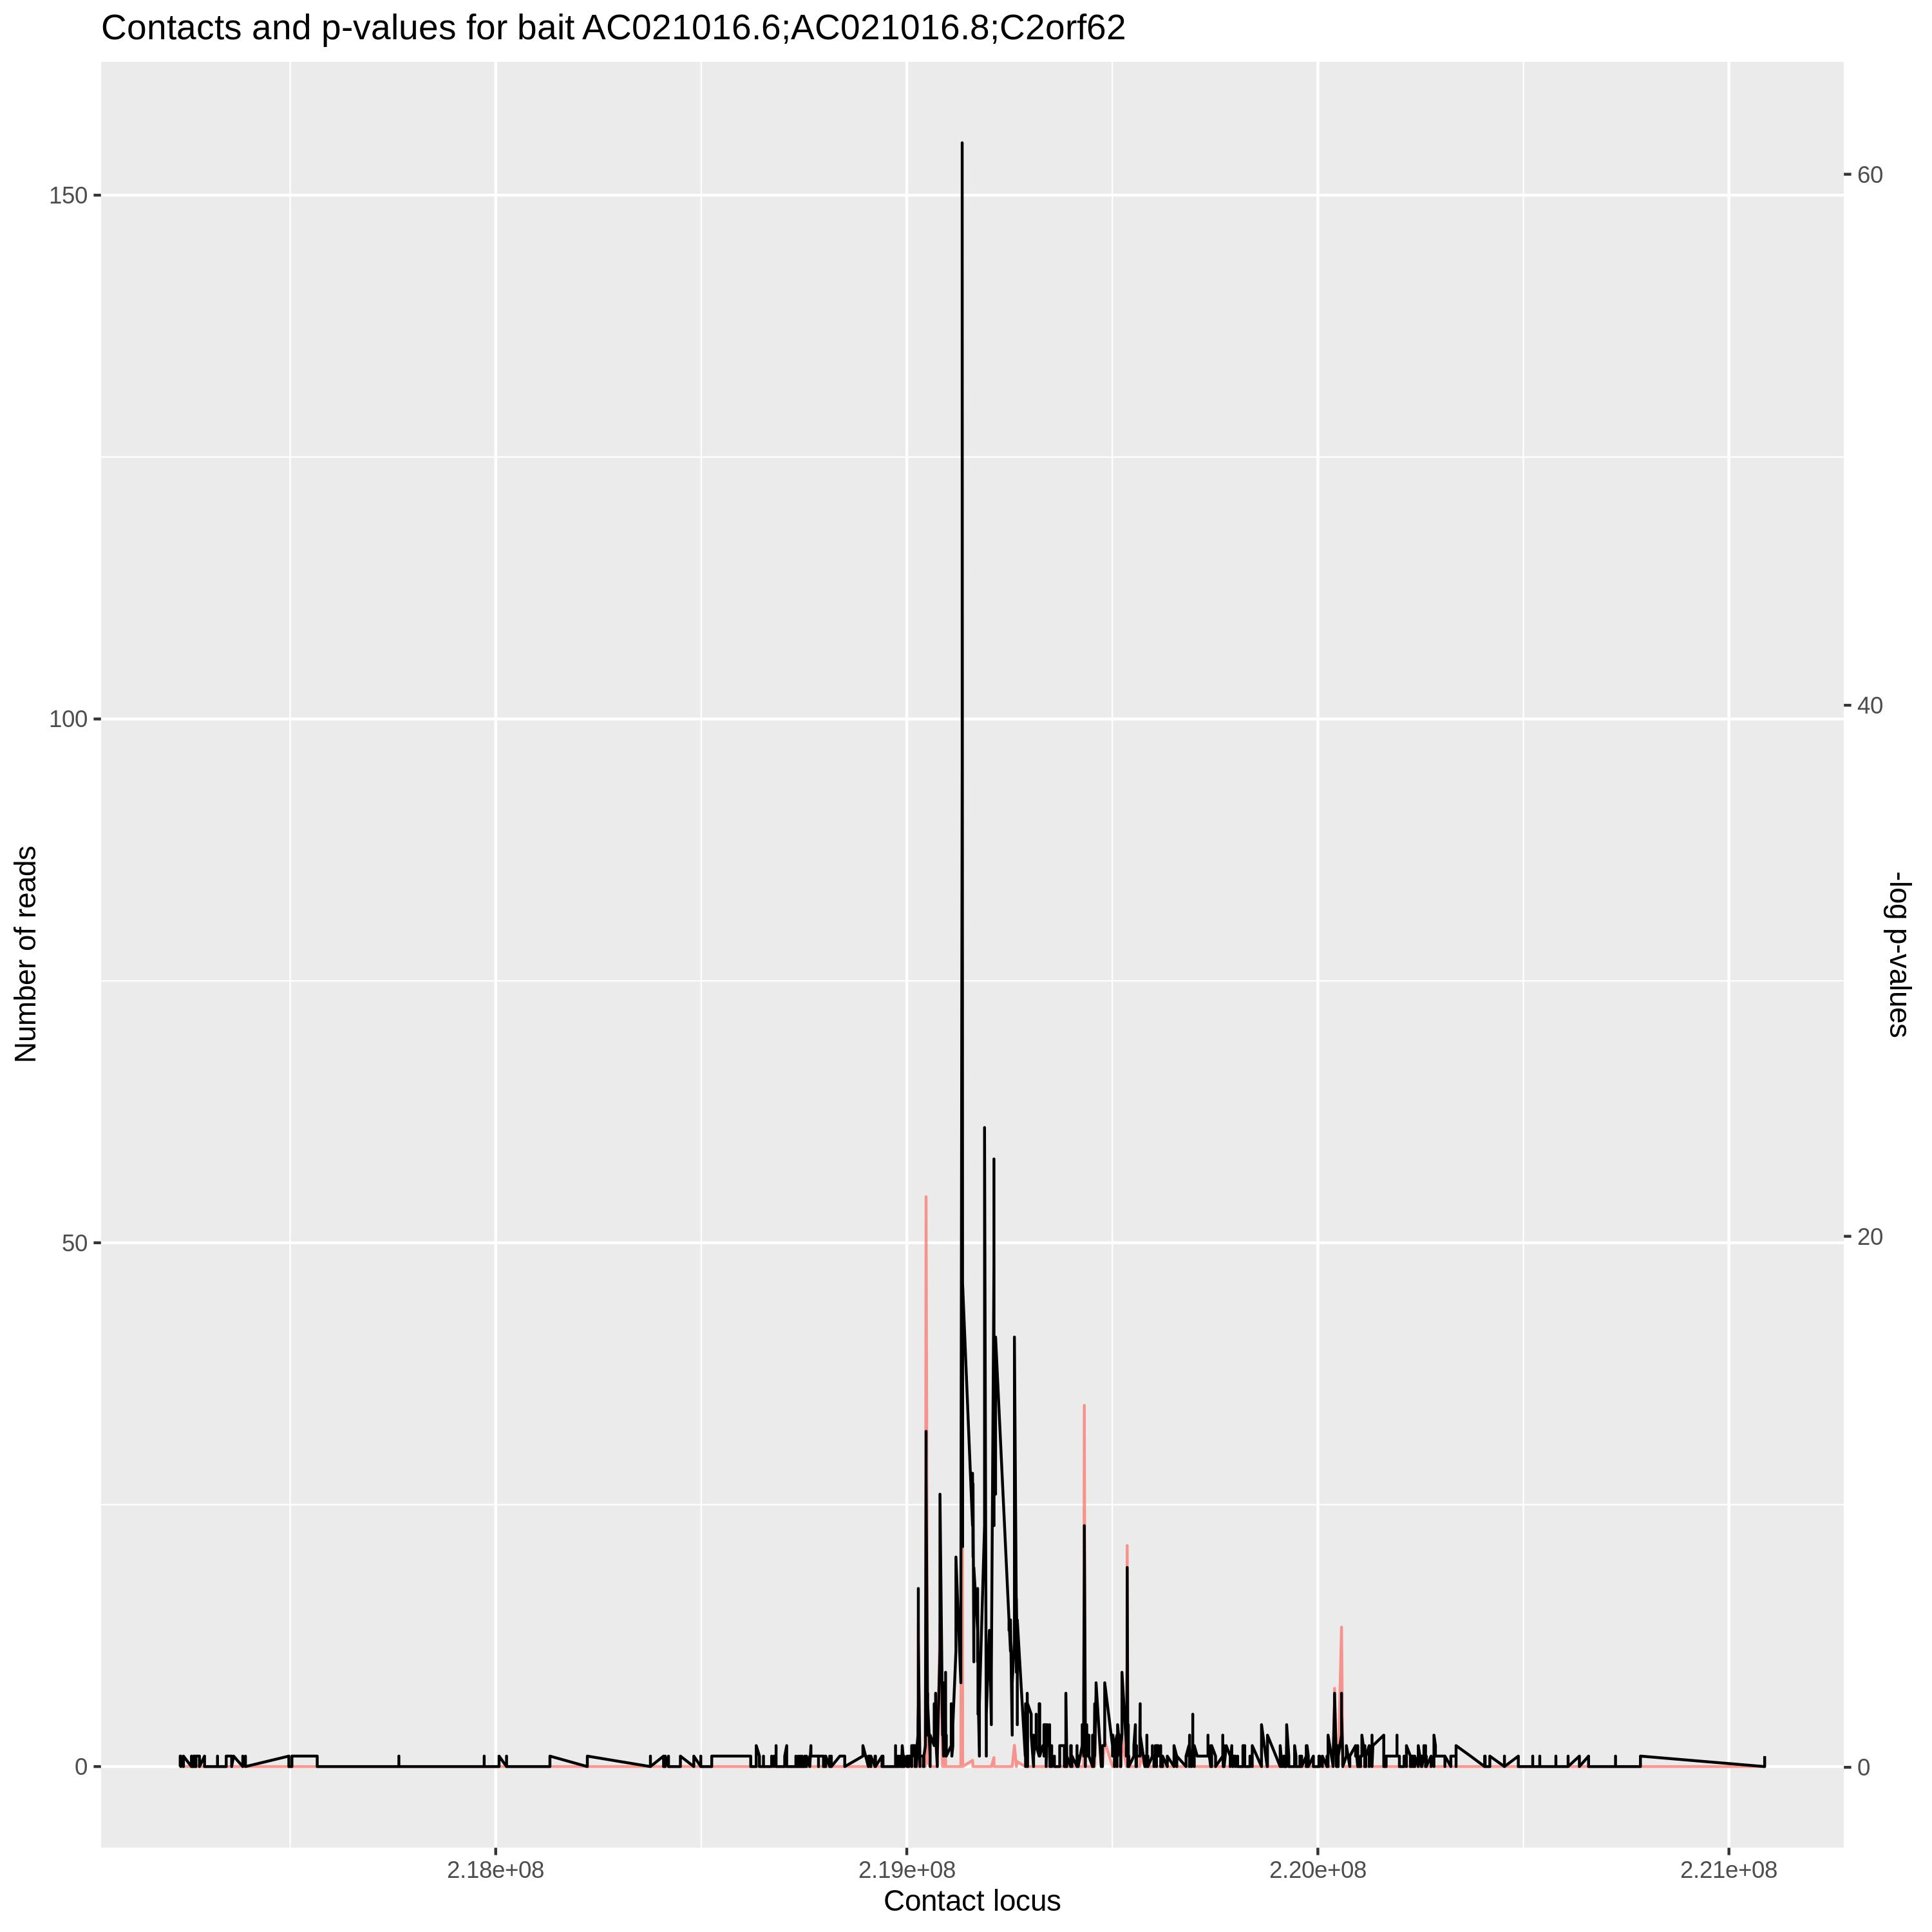 Contacts and p-values for bait AC021016.6;AC021016.8;C2orf62
150
100
50
0
Number of reads
60
40
20
0
-log p-values
2.18e+08
2.19e+08
2.20e+08
2.21e+08
Contact locus